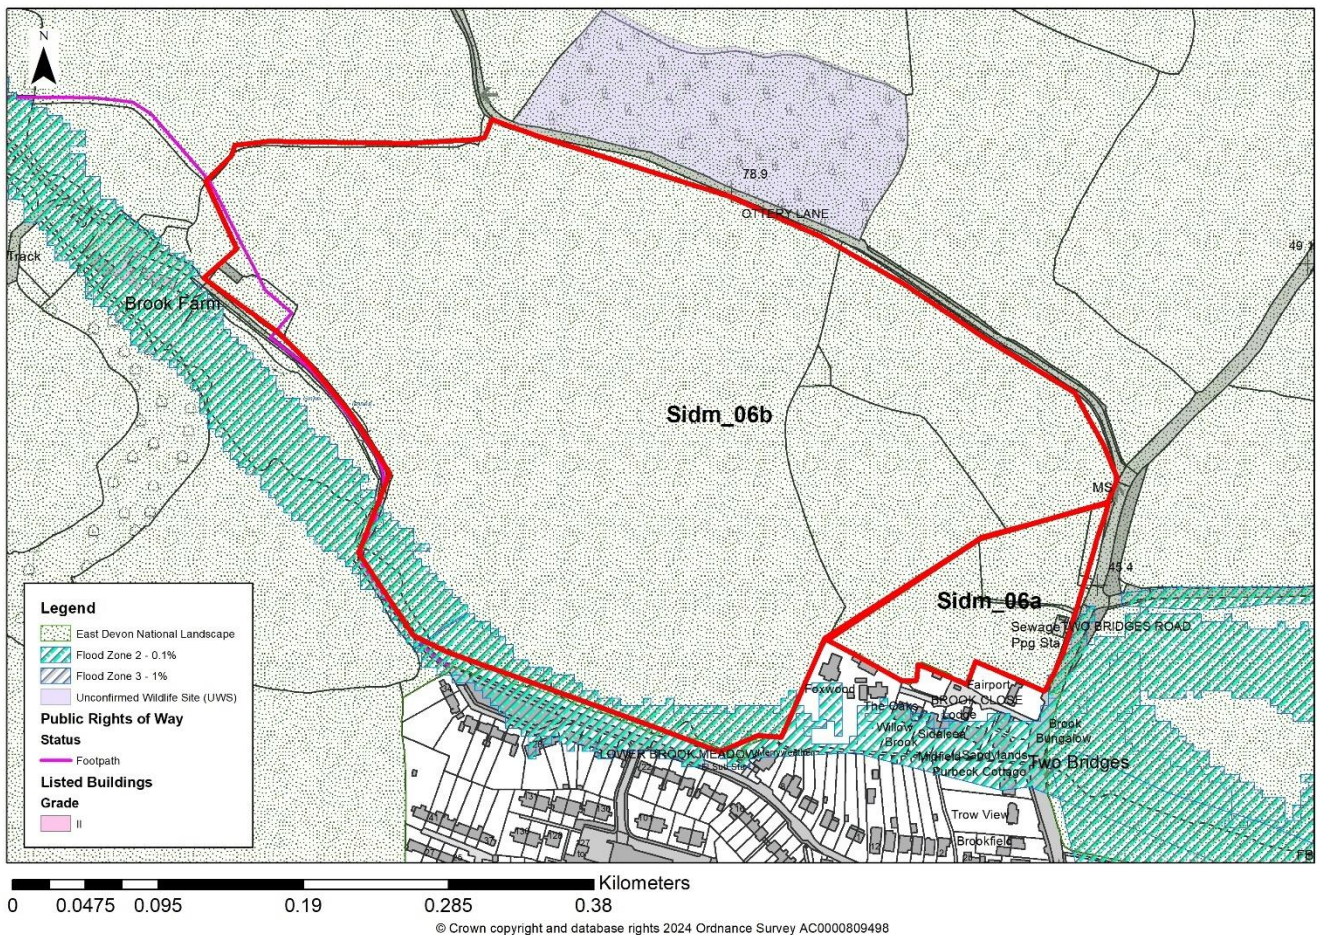 N
78.9
OTTERY LANE
49.1
Track
Brook Farm
Sidm_06b
MS
45.4
Sidm_06a
Sewage
Ppg Sta
TWO BRIDGES ROAD
Foxwood
Fairport
BROOK CLOSE
The Oaks
Lodge
Willow
Brook
Sidelsea
Brook
Bungalow
LOWER BROOK MEADOW
Sandylands
Purbeck Cottage
Two Bridges
Trow View
Brookfield
FB
Legend
East Devon National Landscape
Flood Zone 2 - 0.1%
Flood Zone 3 - 1%
Unconfirmed Wildlife Site (UWS)
Public Rights of Way
Status
Footpath
Listed Buildings
Grade
II
Kilometers
0 0.0475 0.095 0.19 0.285 0.38
© Crown copyright and database rights 2024 Ordnance Survey AC0000809498